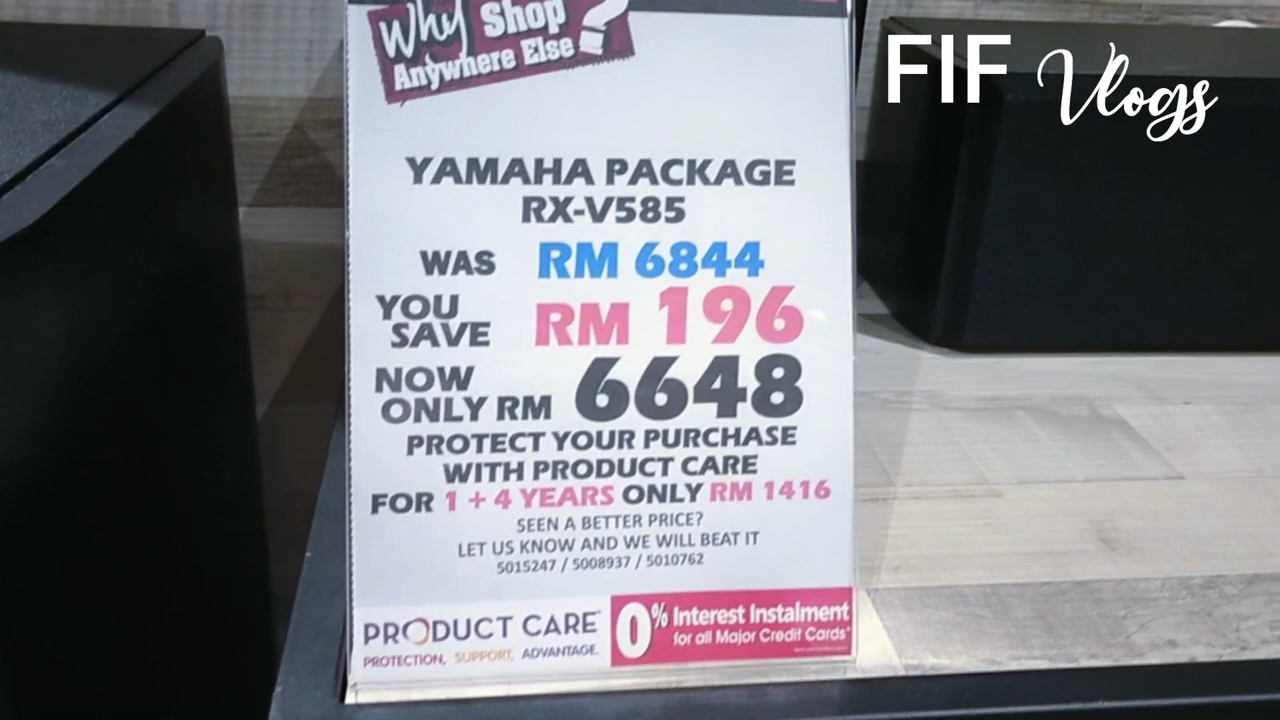 Why Shop
Anywhere Else?
FIF Vlogs
YAMAHA PACKAGE
RX-V585
WAS RM 6844
YOU SAVE RM 196
NOW ONLY RM 6648
PROTECT YOUR PURCHASE
WITH PRODUCT CARE
FOR 1 + 4 YEARS ONLY RM 1416
SEEN A BETTER PRICE?
LET US KNOW AND WE WILL BEAT IT
5015247 / 5008937 / 5010762
PRODUCT CARE
PROTECTION, SUPPORT, ADVANTAGE.
0% Interest Instalment
for all Major Credit Cards*